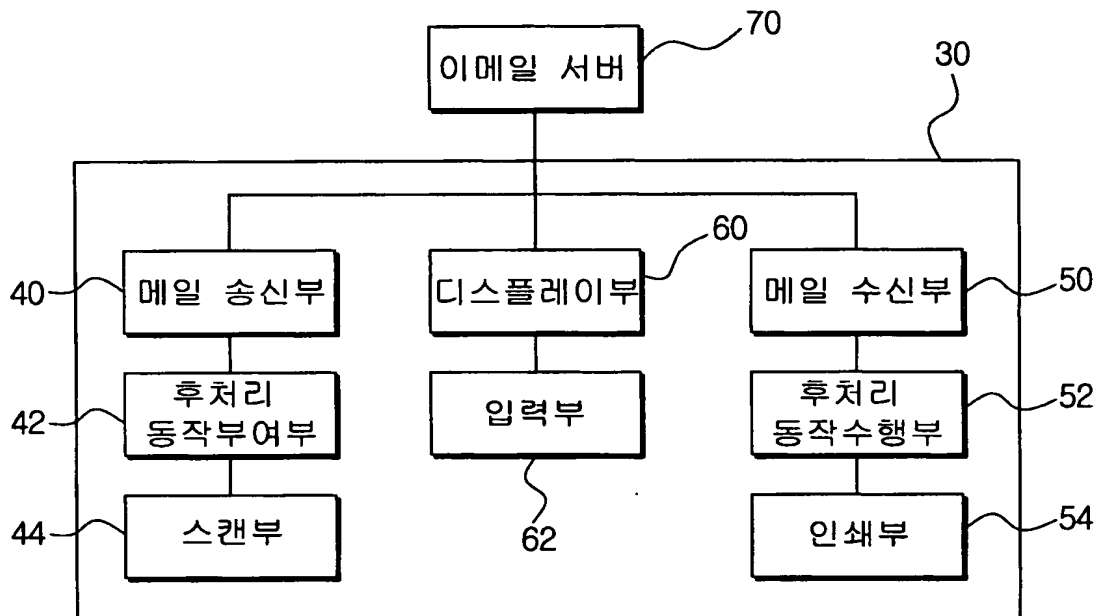 70
이메일 서버
30
60
40
메일 송신부
디스플레이부
메일 수신부
50
42
후처리
동작부여부
입력부
후처리
동작수행부
52
44
스캔부
62
인쇄부
54